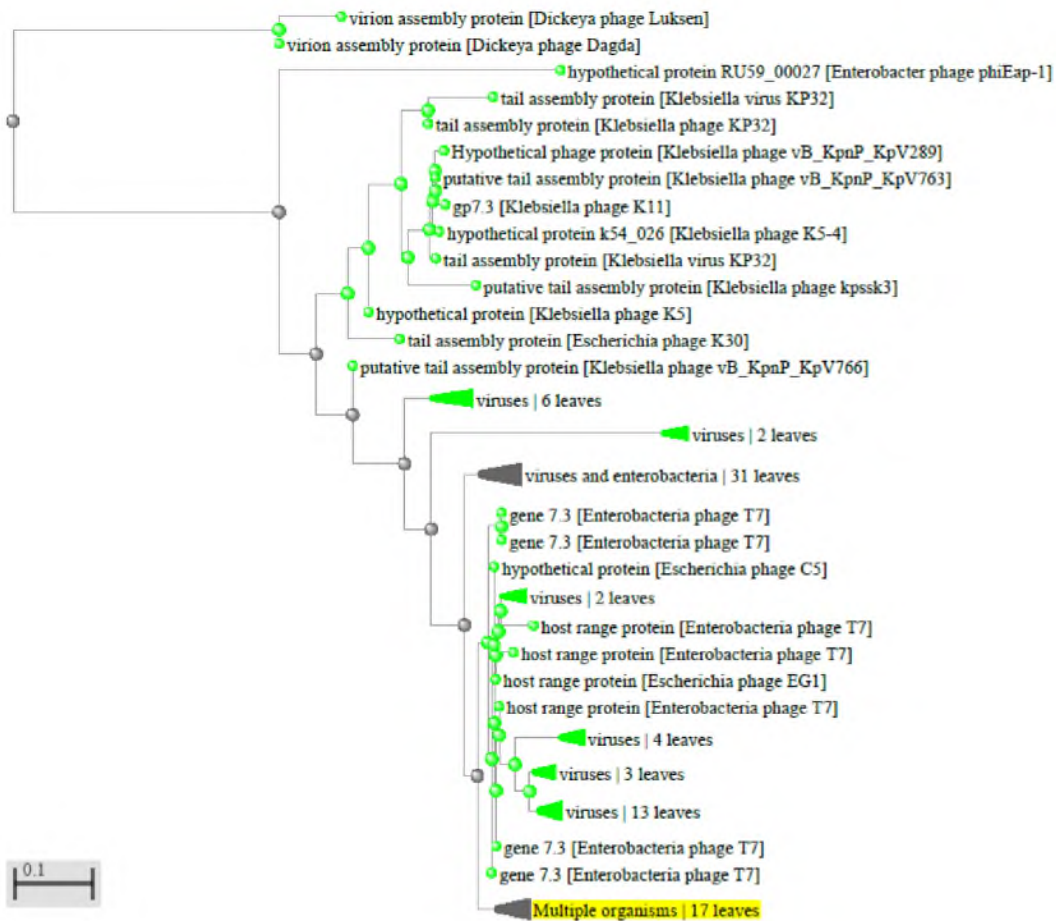 virion assembly protein [Dickeya phage Luksen]
virion assembly protein [Dickeya phage Dagda]
hypothetical protein RU59_00027 [Enterobacter phage phiEap-1]
tail assembly protein [Klebsiella virus KP32]
tail assembly protein [Klebsiella phage KP32]
Hypothetical phage protein [Klebsiella phage vB_KpnP_KpV289]
putative tail assembly protein [Klebsiella phage vB_KpnP_KpV763]
gp7.3 [Klebsiella phage K11]
hypothetical protein k54_026 [Klebsiella phage K5-4]
tail assembly protein [Klebsiella virus KP32]
putative tail assembly protein [Klebsiella phage kpssk3]
hypothetical protein [Klebsiella phage K5]
tail assembly protein [Escherichia phage K30]
putative tail assembly protein [Klebsiella phage vB_KpnP_KpV766]
viruses | 6 leaves
viruses | 2 leaves
viruses and enterobacteria | 31 leaves
gene 7.3 [Enterobacteria phage T7]
gene 7.3 [Enterobacteria phage T7]
hypothetical protein [Escherichia phage C5]
viruses | 2 leaves
host range protein [Enterobacteria phage T7]
host range protein [Enterobacteria phage T7]
host range protein [Escherichia phage EG1]
host range protein [Enterobacteria phage T7]
viruses | 4 leaves
viruses | 3 leaves
viruses | 13 leaves
gene 7.3 [Enterobacteria phage T7]
gene 7.3 [Enterobacteria phage T7]
0.1
Multiple organisms | 17 leaves